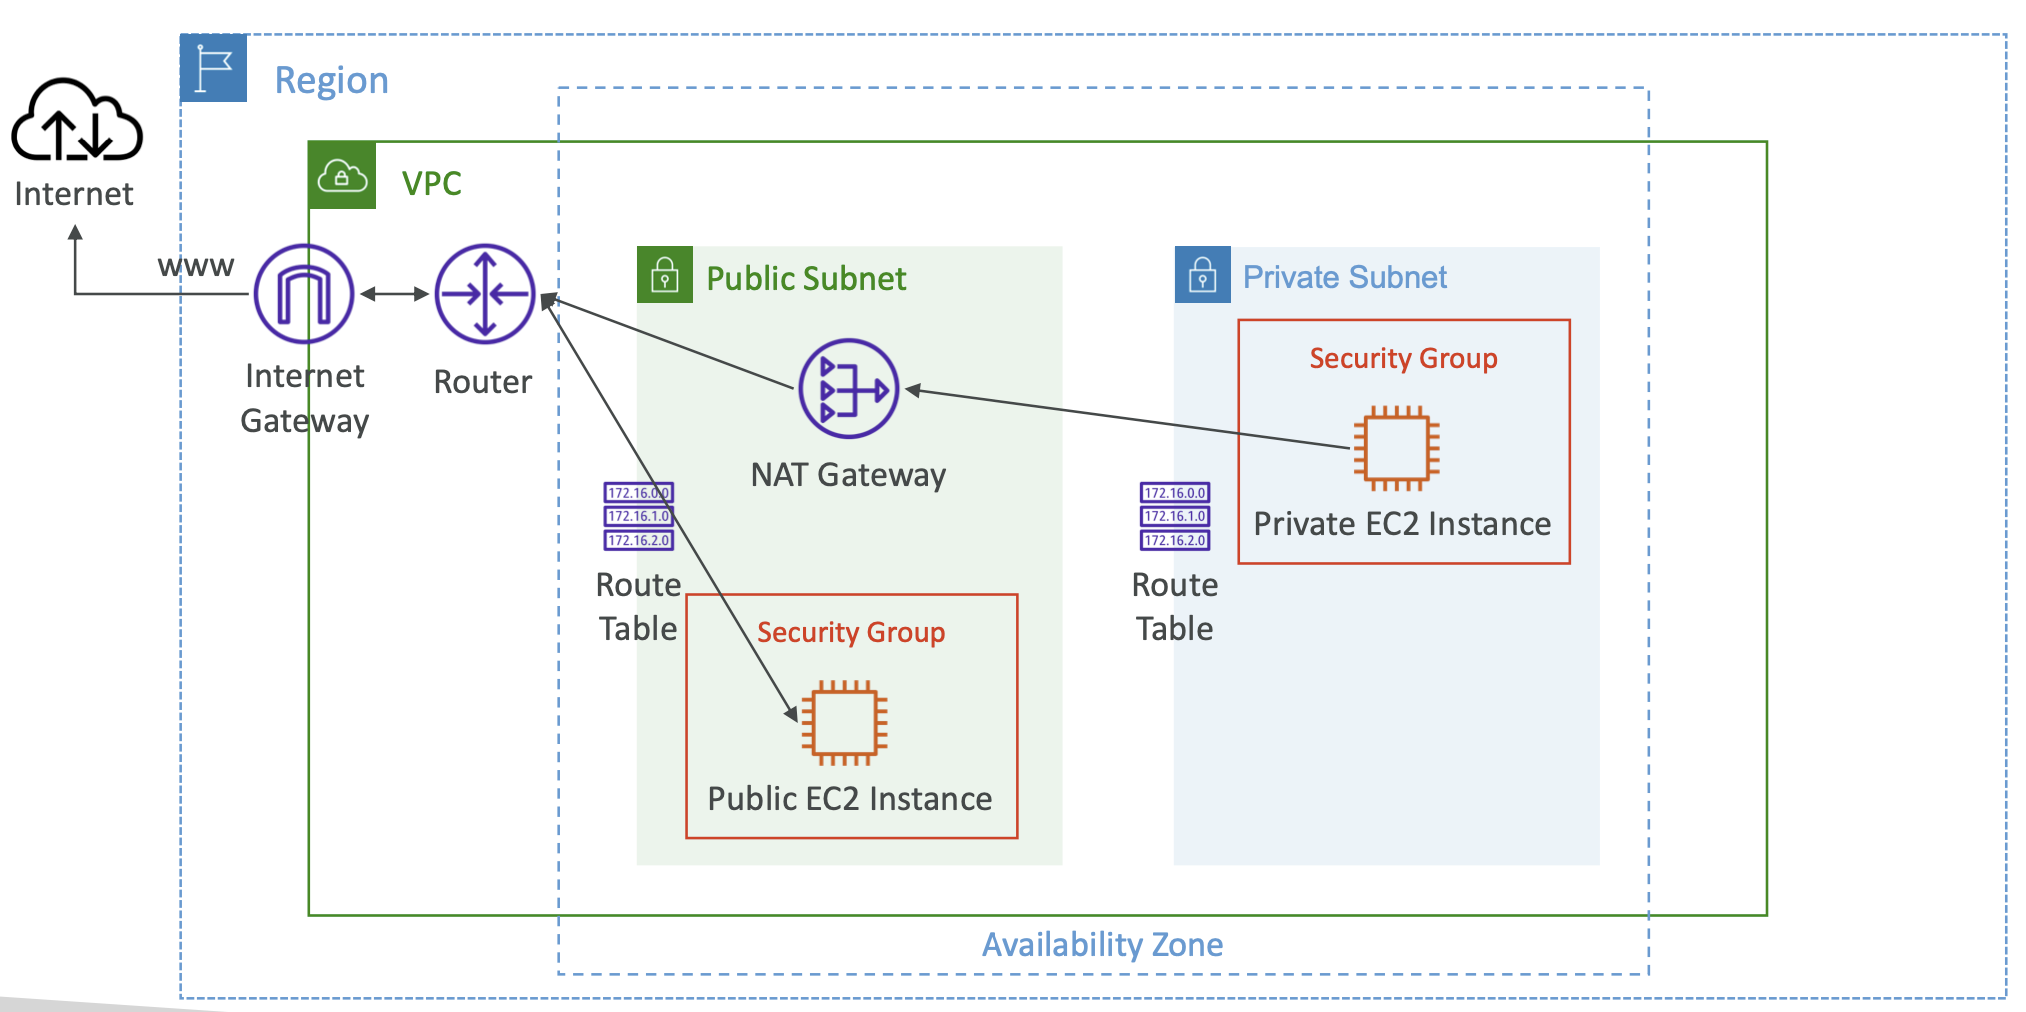 Region
Internet
VPC
www
Public Subnet
Private Subnet
Internet
Gateway
Router
Security Group
NAT Gateway
172.16.0.0
172.16.1.0
172.16.2.0
172.16.0.0
172.16.1.0
172.16.2.0
Private EC2 Instance
Route
Table
Route
Table
Security Group
Public EC2 Instance
Availability Zone